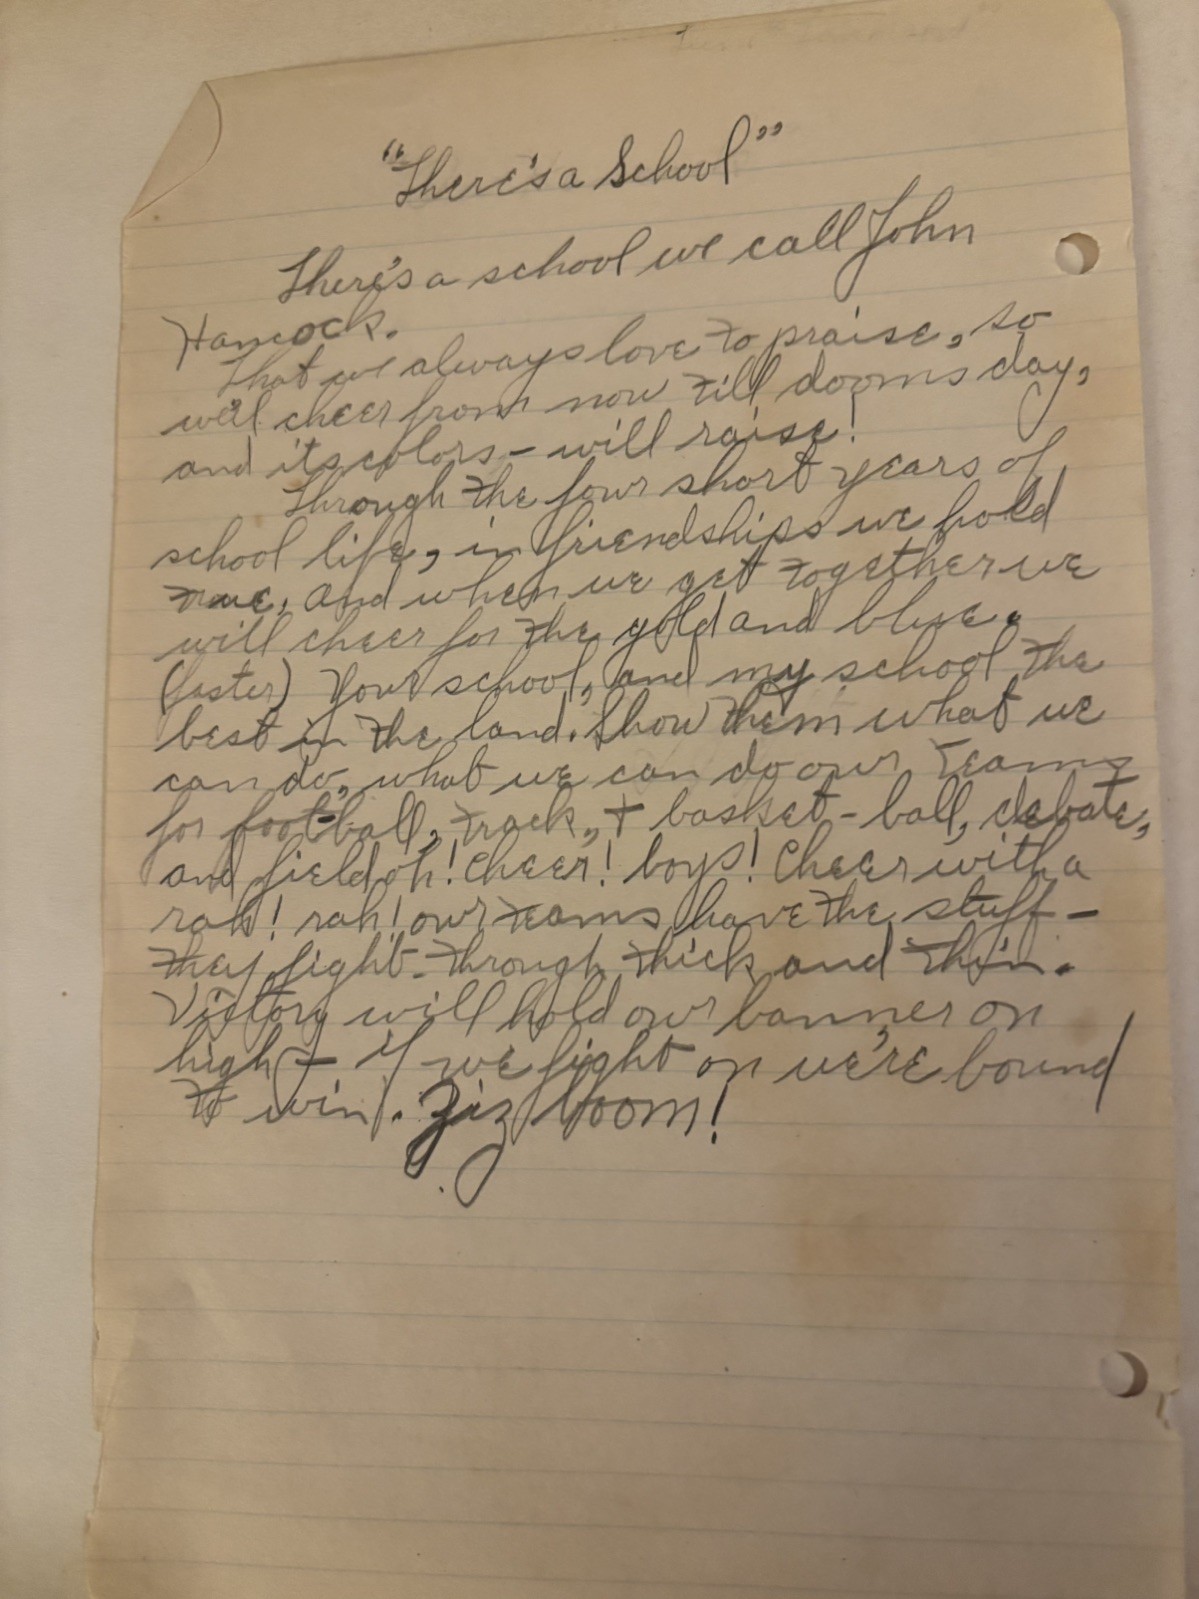 "There's a School"
There's a school we call John
Hancock.
That we always love to praise, so
we'll cheer from now till dooms day,
and its colors - will raise!
Through the four short years of
school life, in friendships we hold
true, and when we get together we
will cheer for the gold and blue.
(faster) Your school, and my school the
best in the land. Show them what we
can do, what we can do our teams
for football, track, + basket-ball, debate,
and field, oh! Cheer! boys! Cheer with a
rah! rah! our teams have the stuff -
they fight - through thick and thin.
Victory will hold our banner on
high - if we fight on we're bound
to win. Ziz boom!